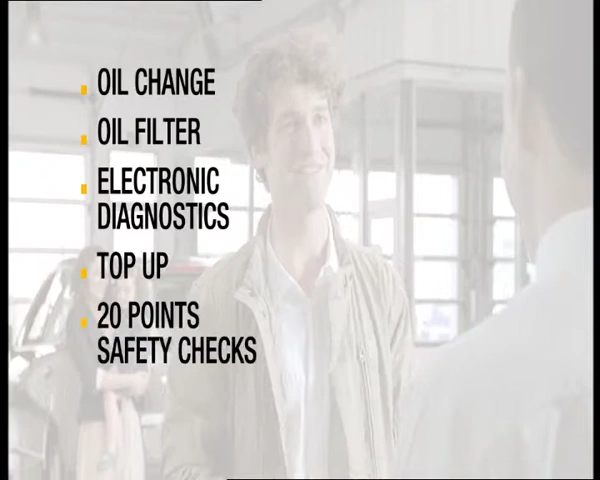 OIL CHANGE
OIL FILTER
ELECTRONIC
DIAGNOSTICS
TOP UP
20 POINTS
SAFETY CHECKS